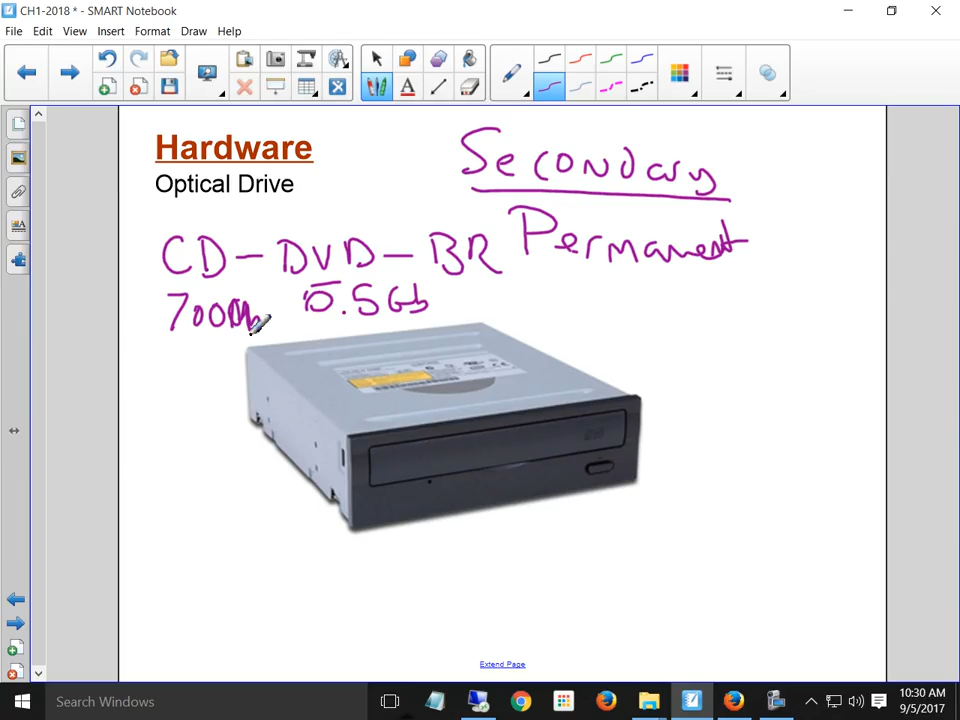 CH1-2018 * - SMART Notebook
File Edit View Insert Format Draw Help
Hardware
Optical Drive
Secondary
Permanent
CD-DVD-BR
700Mb 5.5Gb
Extend Page
Search Windows
10:30 AM
9/5/2017